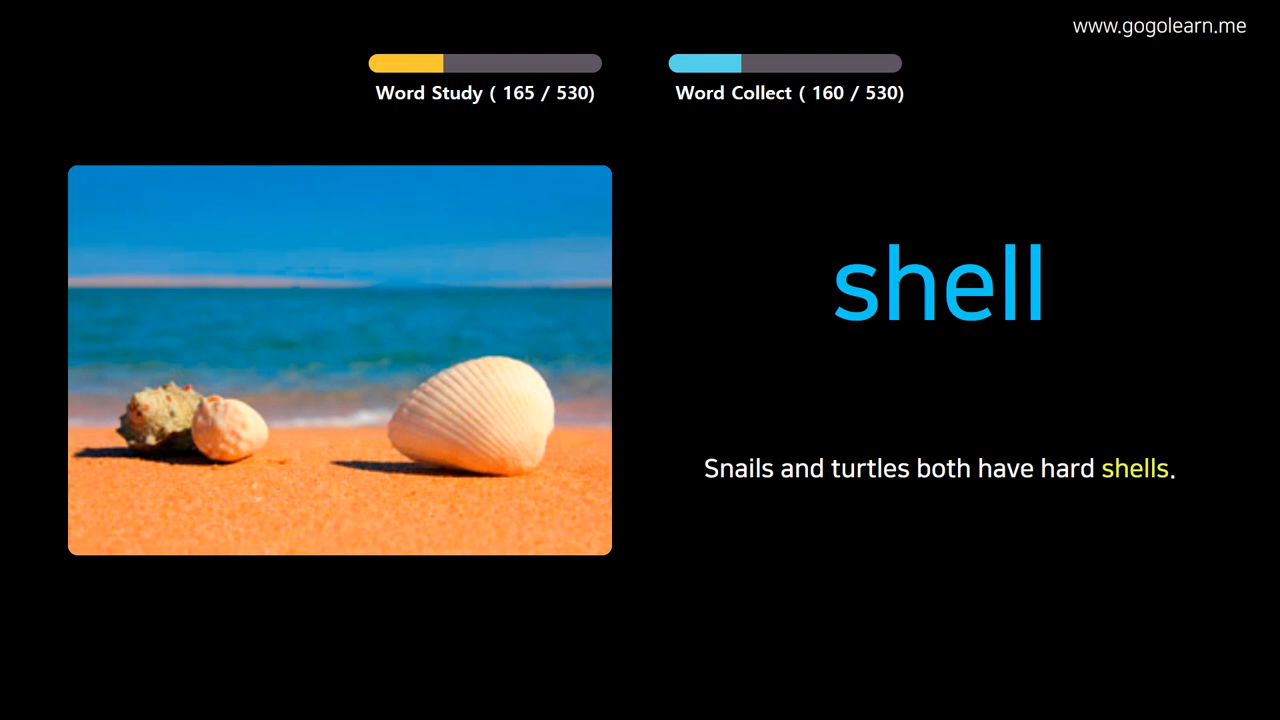 www.gogolearn.me
Word Study ( 165 / 530)
Word Collect ( 160 / 530)
shell
Snails and turtles both have hard shells.